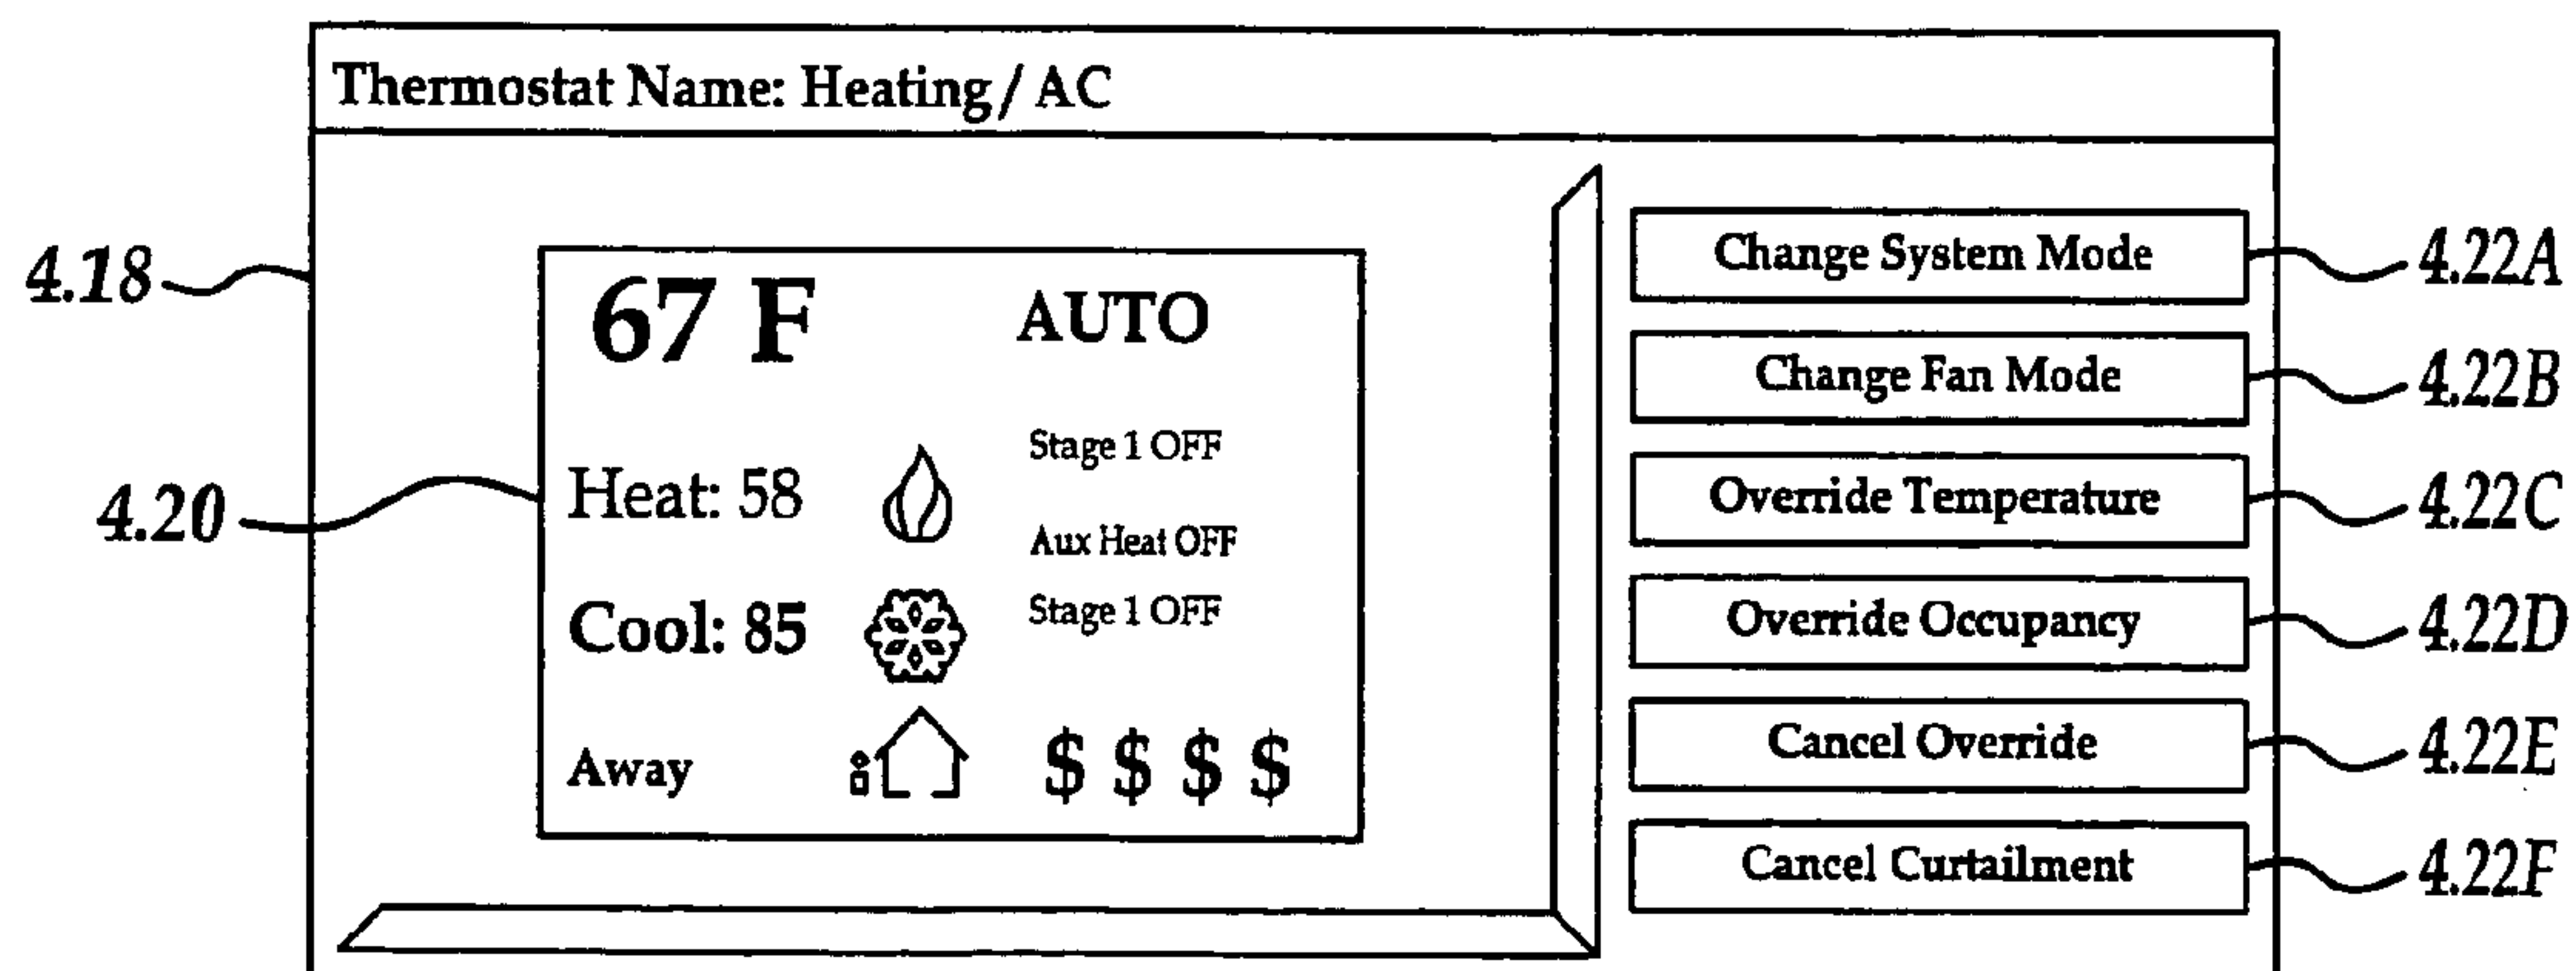 Thermostat Name: Heating/AC
4.18
4.20
67 F AUTO
Heat: 58
Stage 1 OFF
Aux Heat OFF
Cool: 85
Stage 1 OFF
Away
$ $ $ $
Change System Mode
4.22A
Change Fan Mode
4.22B
Override Temperature
4.22C
Override Occupancy
4.22D
Cancel Override
4.22E
Cancel Curtailment
4.22F